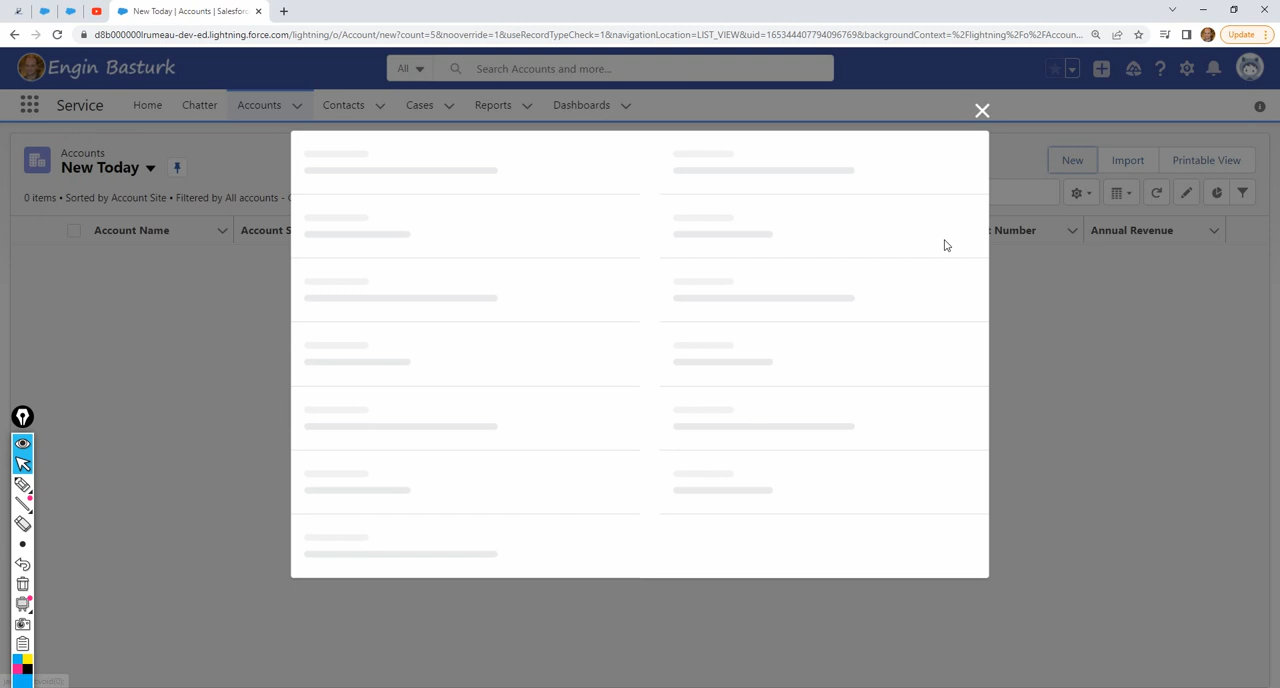 New Today | Accounts | Salesforc
d8b000000lrumeau-dev-ed.lightning.force.com/lightning/o/Account/new?count=5&nooverride=1&useRecordTypeCheck=1&navigationLocation=LIST_VIEW&uid=165344407794096769&backgroundContext=%2Flightning%2Fo%2FAccoun...
Update
Engin Basturk
All
Search Accounts and more...
Service
Home
Chatter
Accounts
Contacts
Cases
Reports
Dashboards
Accounts
New Today
New
Import
Printable View
0 items • Sorted by Account Site • Filtered by All accounts -
Account Name
Account S
Number
Annual Revenue